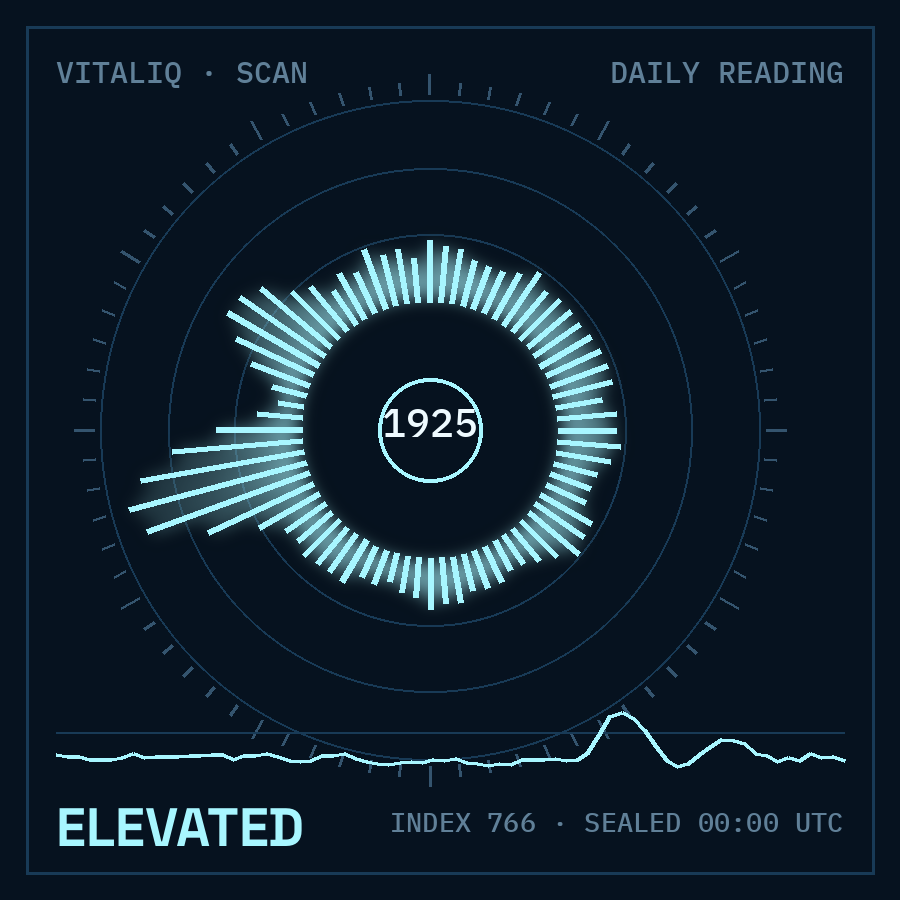 VITALIQ · SCAN
DAILY READING
1925
ELEVATED
INDEX 766 · SEALED 00:00 UTC